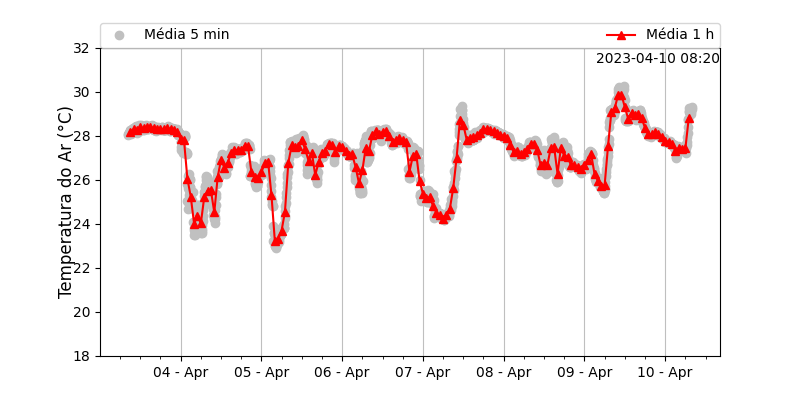 Média 5 min
Média 1 h
2023-04-10 08:20
Temperatura do Ar (°C)
32
30
28
26
24
22
20
18
04 - Apr
05 - Apr
06 - Apr
07 - Apr
08 - Apr
09 - Apr
10 - Apr